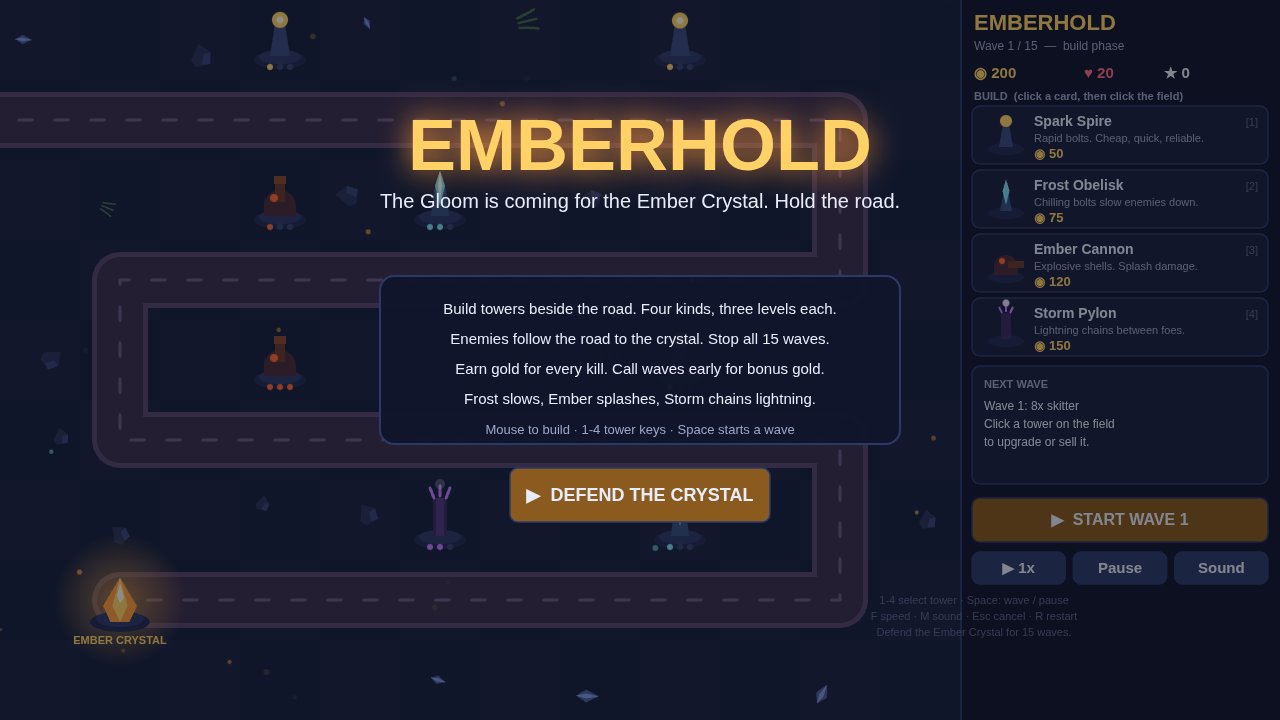 EMBERHOLD
The Gloom is coming for the Ember Crystal. Hold the road.
Build towers beside the road. Four kinds, three levels each.
Enemies follow the road to the crystal. Stop all 15 waves.
Earn gold for every kill. Call waves early for bonus gold.
Frost slows, Ember splashes, Storm chains lightning.
Mouse to build · 1-4 tower keys · Space starts a wave
▶ DEFEND THE CRYSTAL
EMBER CRYSTAL
EMBERHOLD
Wave 1 / 15 — build phase
◉ 200 ♥ 20 ★ 0
BUILD (click a card, then click the field)
Spark Spire [1]
Rapid bolts. Cheap, quick, reliable.
◉ 50
Frost Obelisk [2]
Chilling bolts slow enemies down.
◉ 75
Ember Cannon [3]
Explosive shells. Splash damage.
◉ 120
Storm Pylon [4]
Lightning chains between foes.
◉ 150
NEXT WAVE
Wave 1: 8x skitter
Click a tower on the field
to upgrade or sell it.
▶ START WAVE 1
▶ 1x Pause Sound
1-4 select tower · Space: wave / pause
F speed · M sound · Esc cancel · R restart
Defend the Ember Crystal for 15 waves.